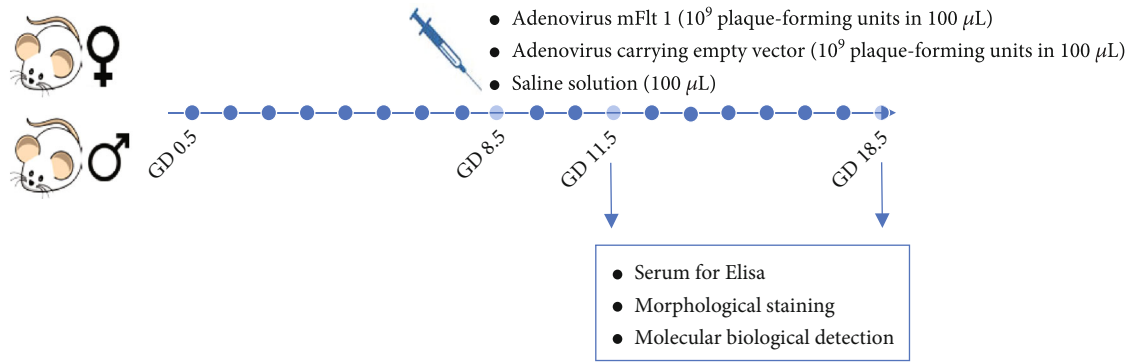 ● Adenovirus mFlt 1 (10⁹ plaque-forming units in 100 μL)
● Adenovirus carrying empty vector (10⁹ plaque-forming units in 100 μL)
● Saline solution (100 μL)
GD 0.5
GD 8.5
GD 11.5
GD 18.5
● Serum for Elisa
● Morphological staining
● Molecular biological detection